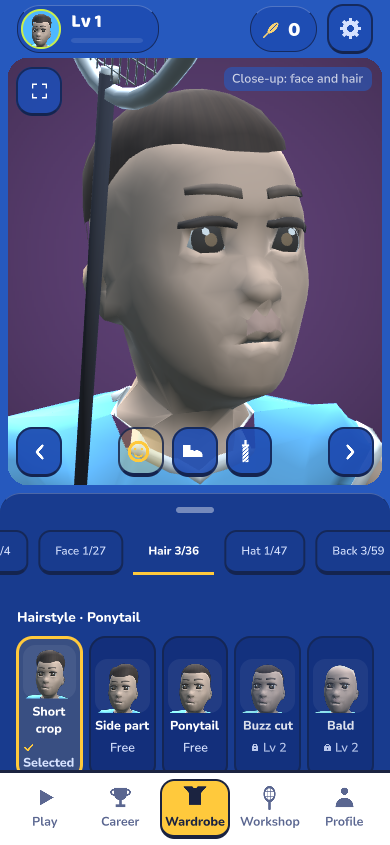 Lv 1
0
Close-up: face and hair
/4
Face 1/27
Hair 3/36
Hat 1/47
Back 3/59
Hairstyle · Ponytail
Short
crop
Selected
Side part
Free
Ponytail
Free
Buzz cut
Lv 2
Bald
Lv 2
Play
Career
Wardrobe
Workshop
Profile